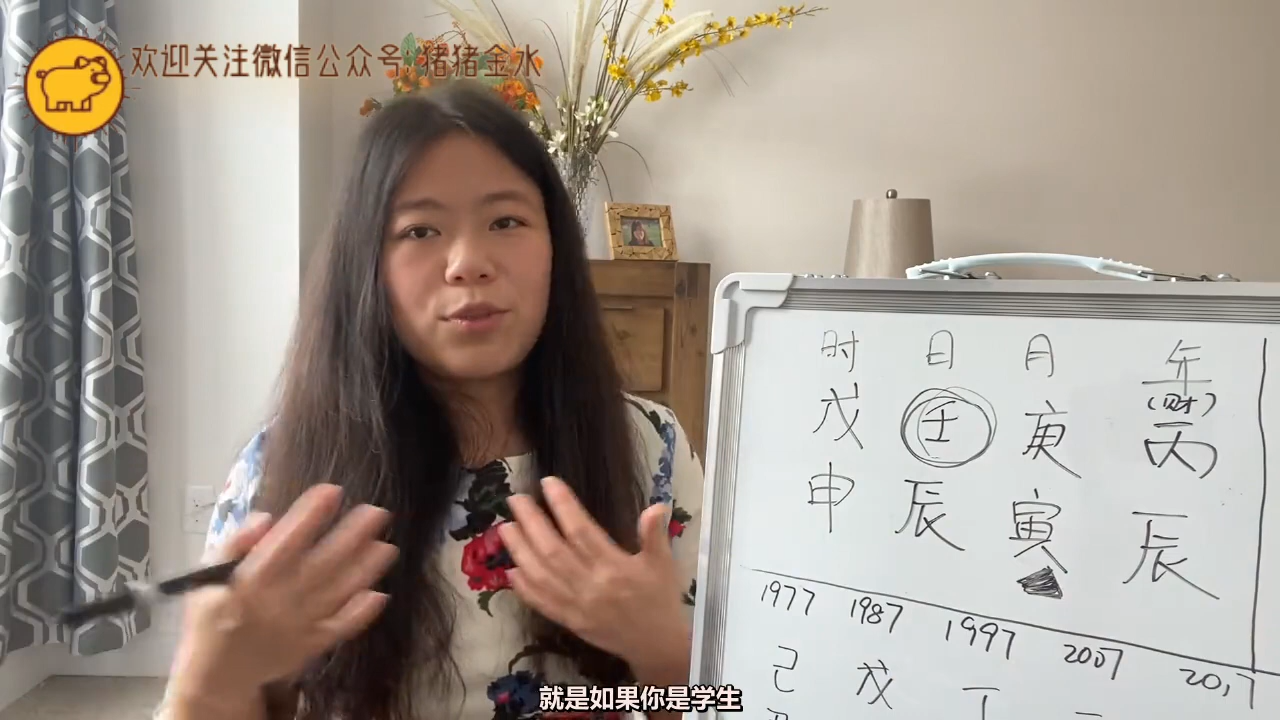 欢迎关注微信公众号:猪猪金水
时 日 月 年
(财)
戊 壬 庚 丙
申 辰 寅 辰
1977 1987 1997 2007 2017
己 戊 丁
就是如果你是学生